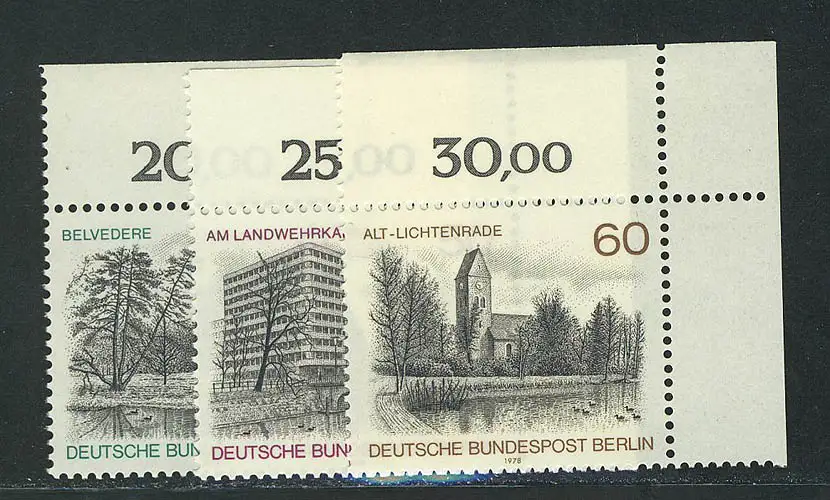 20
25
30,00
BELVEDERE
AM LANDWEHRKA
ALT-LICHTENRADE
60
DEUTSCHE BUN
DEUTSCHE BUN
DEUTSCHE BUNDESPOST BERLIN
1978